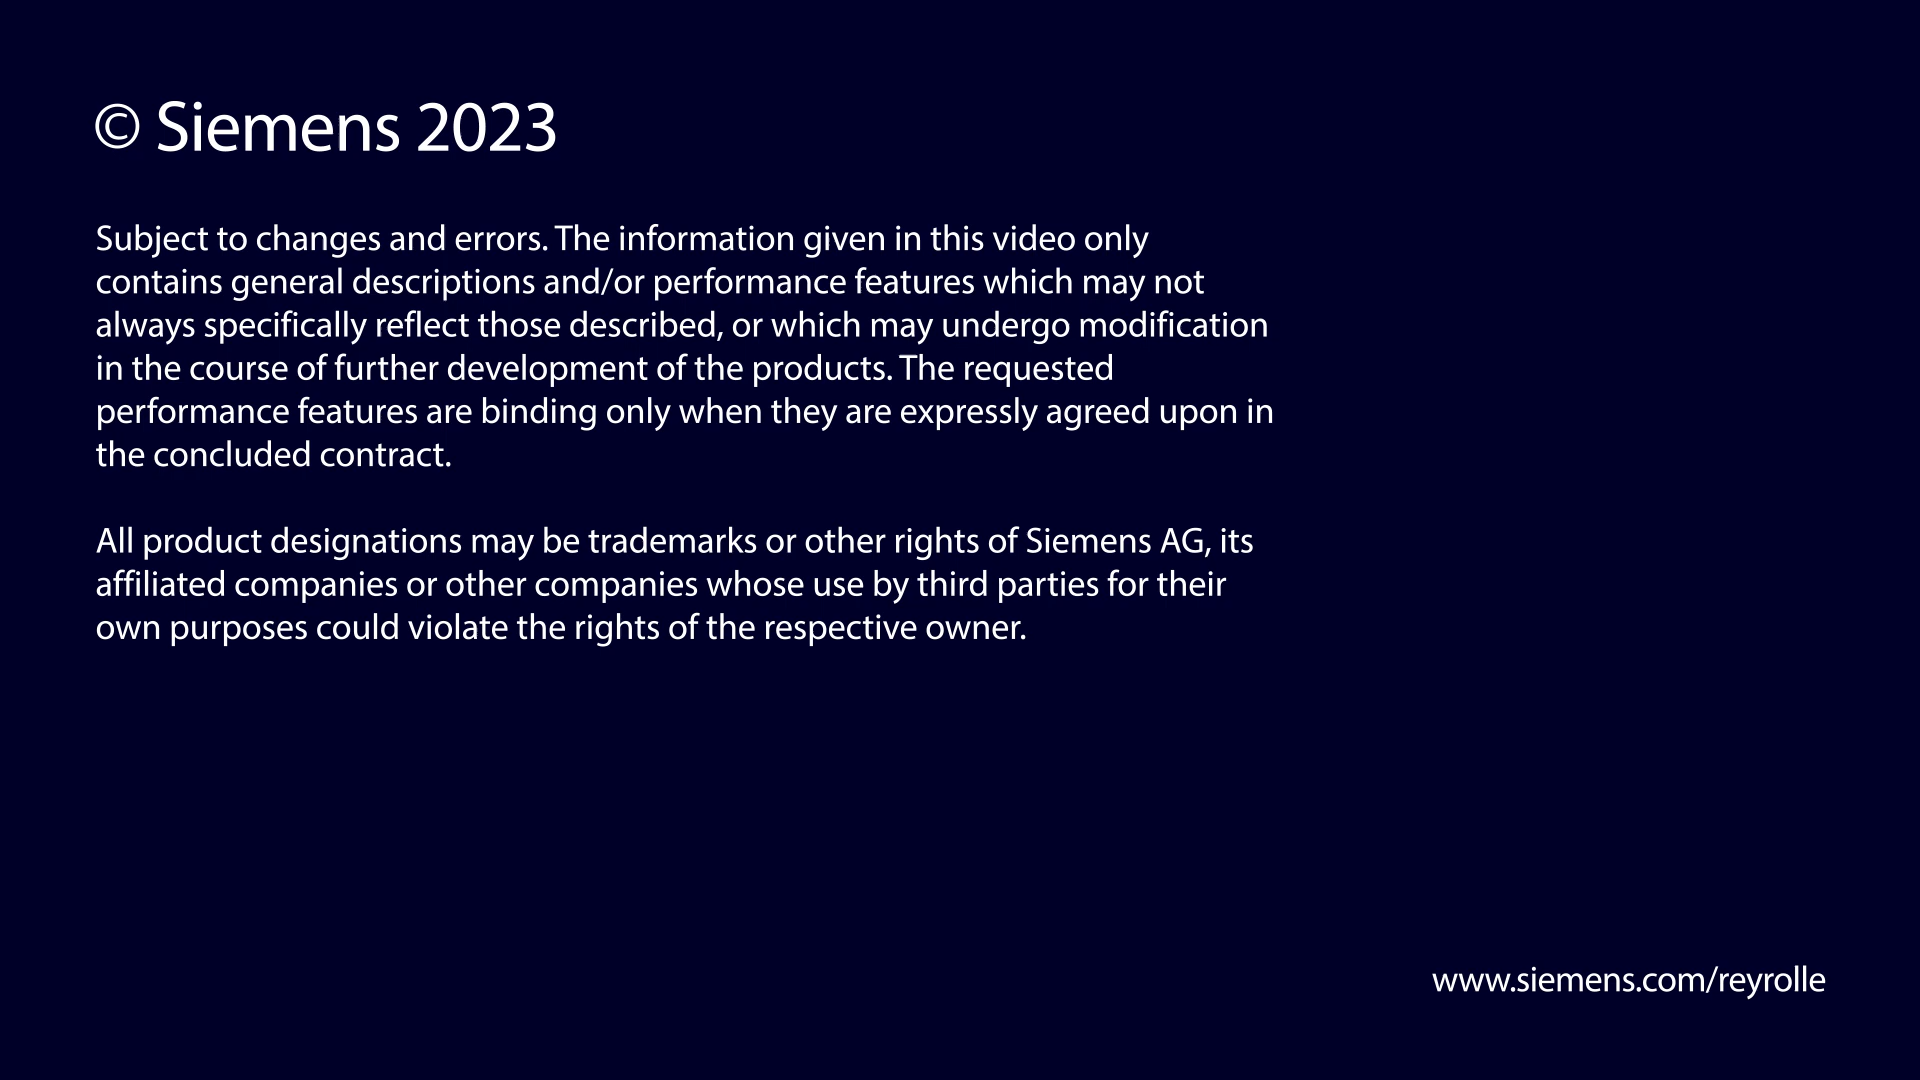 © Siemens 2023
Subject to changes and errors. The information given in this video only
contains general descriptions and/or performance features which may not
always specifically reflect those described, or which may undergo modification
in the course of further development of the products. The requested
performance features are binding only when they are expressly agreed upon in
the concluded contract.
All product designations may be trademarks or other rights of Siemens AG, its
affiliated companies or other companies whose use by third parties for their
own purposes could violate the rights of the respective owner.
www.siemens.com/reyrolle